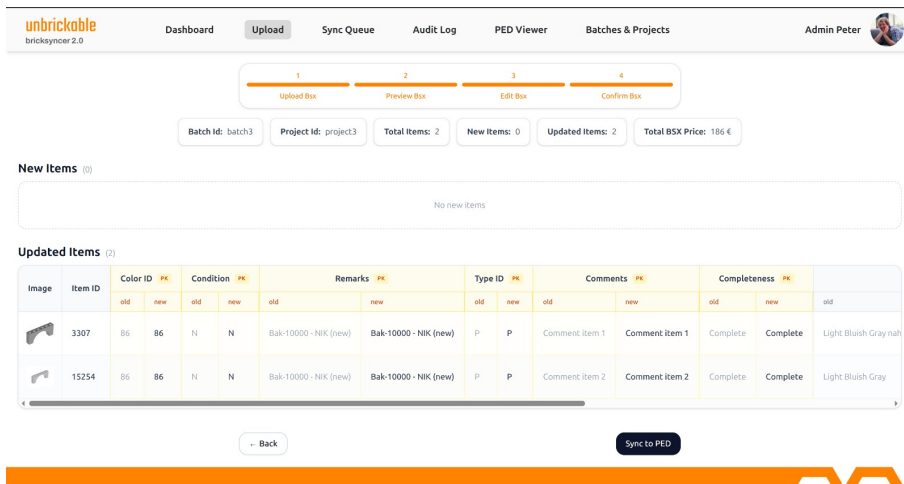 unbrickable
bricksyncer 2.0
Dashboard Upload Sync Queue Audit Log PED Viewer Batches & Projects Admin Peter
1 2 3 4
Upload Bsx Preview Bsx Edit Bsx Confirm Bsx
Batch Id: batch3 Project Id: project3 Total Items: 2 New Items: 0 Updated Items: 2 Total BSX Price: 186 €
New Items (0)
No new items
Updated Items (2)
Image Item ID Color ID PK Condition PK Remarks PK Type ID PK Comments PK Completeness PK
old new old new old new old new old new old new old
3307 86 86 N N Bak-10000 - NIK (new) Bak-10000 - NIK (new) P P Comment item 1 Comment item 1 Complete Complete Light Bluish Gray nah
15254 86 86 N N Bak-10000 - NIK (new) Bak-10000 - NIK (new) P P Comment item 2 Comment item 2 Complete Complete Light Bluish Gray
← Back Sync to PED